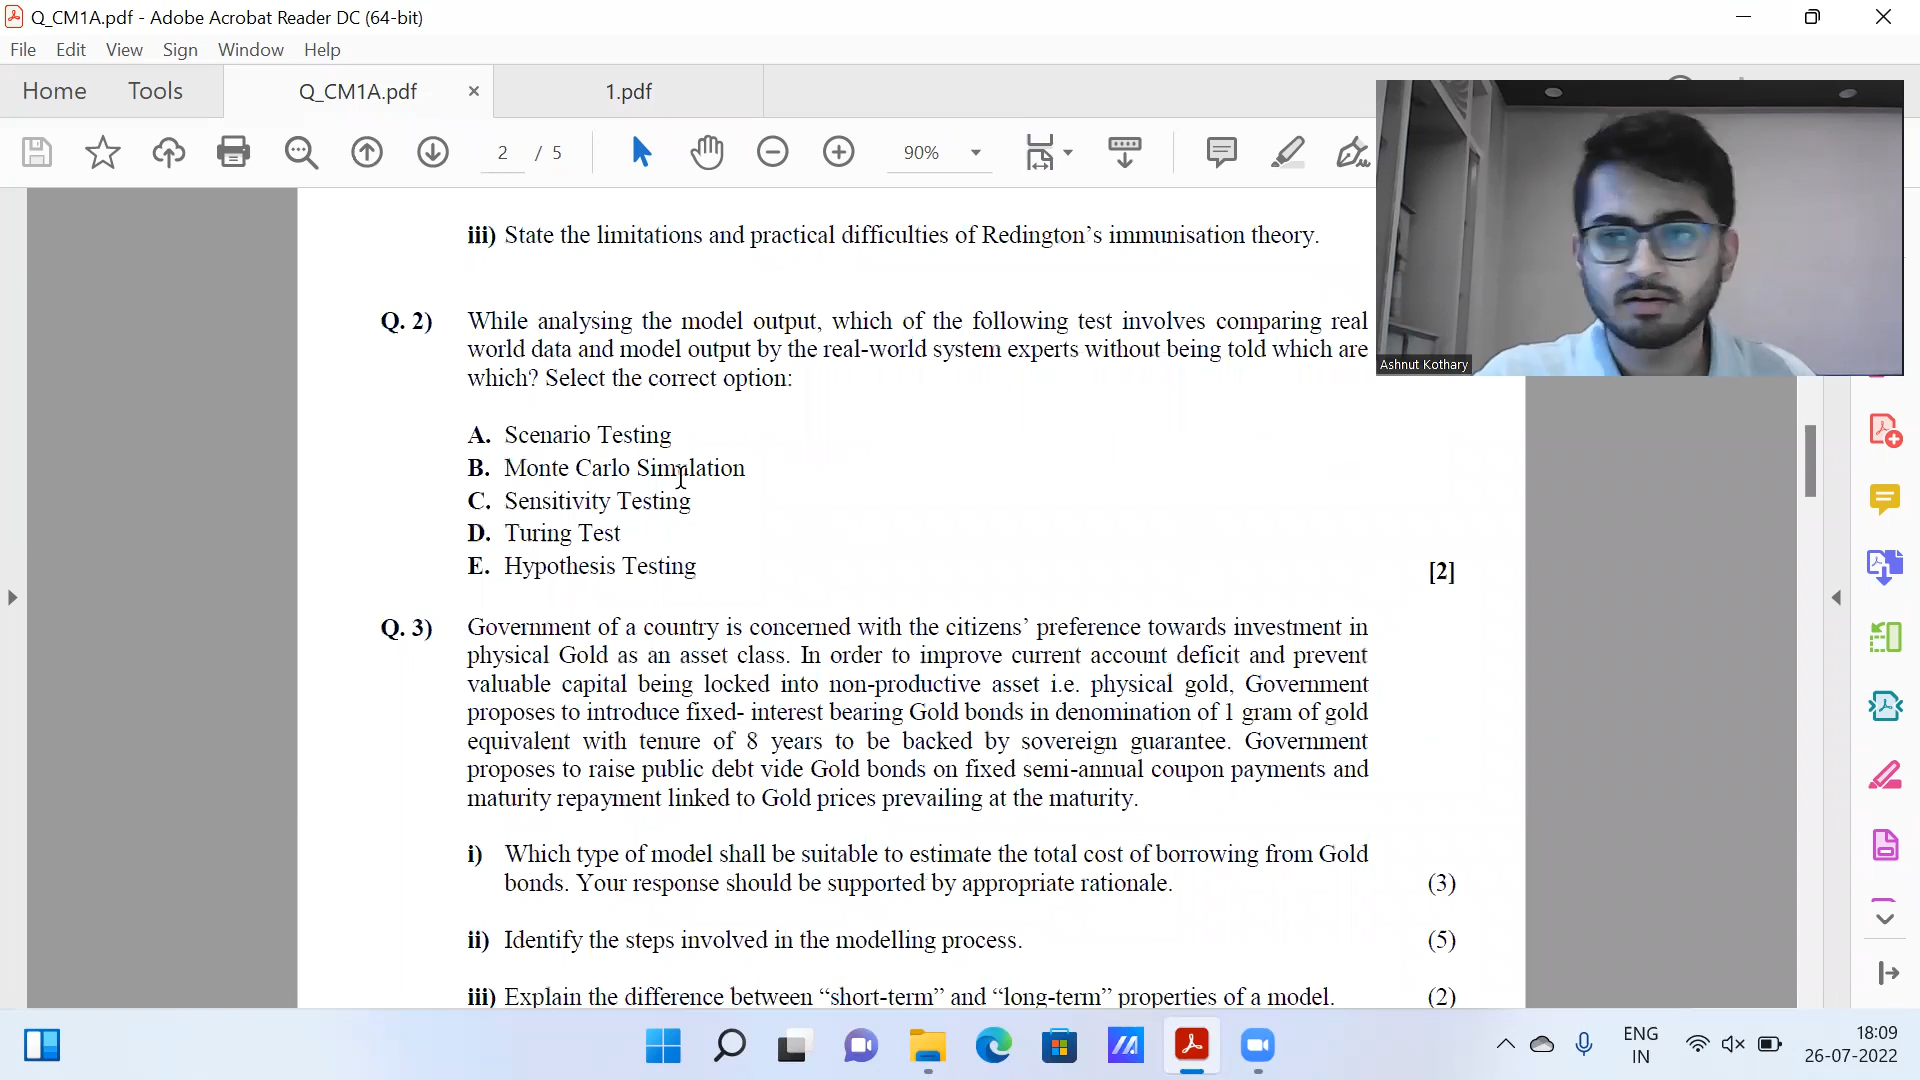 Q_CM1A.pdf - Adobe Acrobat Reader DC (64-bit)
File Edit View Sign Window Help
Home Tools Q_CM1A.pdf × 1.pdf
2 / 5 90%
Ashnut Kothary
iii) State the limitations and practical difficulties of Redington's immunisation theory.
Q. 2) While analysing the model output, which of the following test involves comparing real
world data and model output by the real-world system experts without being told which are
which? Select the correct option:
A. Scenario Testing
B. Monte Carlo Simulation
C. Sensitivity Testing
D. Turing Test
E. Hypothesis Testing
[2]
Q. 3) Government of a country is concerned with the citizens' preference towards investment in
physical Gold as an asset class. In order to improve current account deficit and prevent
valuable capital being locked into non-productive asset i.e. physical gold, Government
proposes to introduce fixed- interest bearing Gold bonds in denomination of 1 gram of gold
equivalent with tenure of 8 years to be backed by sovereign guarantee. Government
proposes to raise public debt vide Gold bonds on fixed semi-annual coupon payments and
maturity repayment linked to Gold prices prevailing at the maturity.
i) Which type of model shall be suitable to estimate the total cost of borrowing from Gold
bonds. Your response should be supported by appropriate rationale. (3)
ii) Identify the steps involved in the modelling process. (5)
iii) Explain the difference between “short-term” and “long-term” properties of a model. (2)
ENG
IN
18:09
26-07-2022